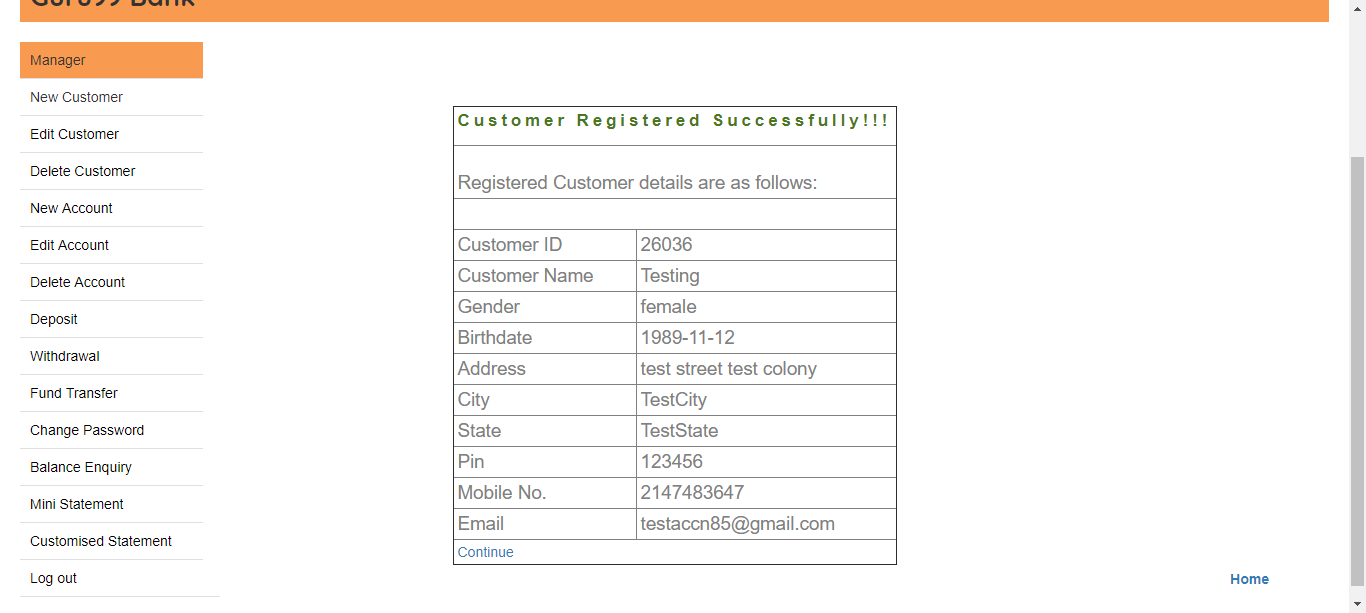 Guru99 Bank
Manager
New Customer
Edit Customer
Delete Customer
New Account
Edit Account
Delete Account
Deposit
Withdrawal
Fund Transfer
Change Password
Balance Enquiry
Mini Statement
Customised Statement
Log out
Customer Registered Successfully!!!
Registered Customer details are as follows:
Customer ID 26036
Customer Name Testing
Gender female
Birthdate 1989-11-12
Address test street test colony
City TestCity
State TestState
Pin 123456
Mobile No. 2147483647
Email testaccn85@gmail.com
Continue
Home